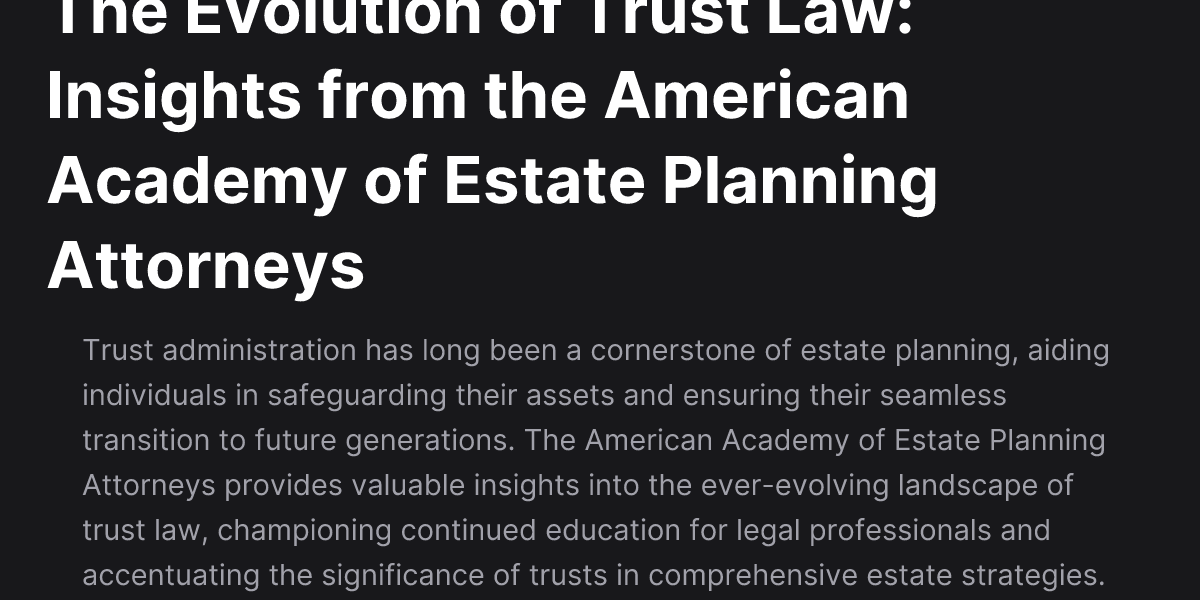 The Evolution of Trust Law:
Insights from the American
Academy of Estate Planning
Attorneys
Trust administration has long been a cornerstone of estate planning, aiding
individuals in safeguarding their assets and ensuring their seamless
transition to future generations. The American Academy of Estate Planning
Attorneys provides valuable insights into the ever-evolving landscape of
trust law, championing continued education for legal professionals and
accentuating the significance of trusts in comprehensive estate strategies.